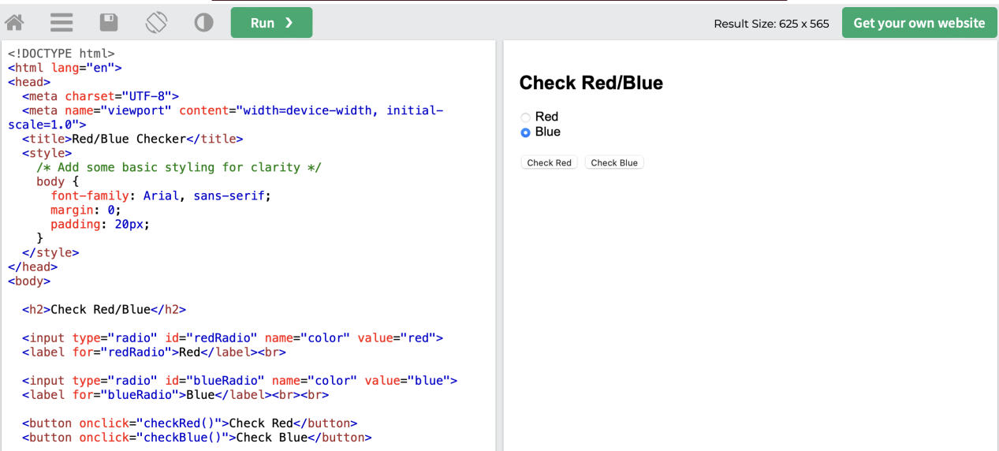 Run ❯
Result Size: 625 x 565
Get your own website
<!DOCTYPE html>
<html lang="en">
<head>
  <meta charset="UTF-8">
  <meta name="viewport" content="width=device-width, initial-
scale=1.0">
  <title>Red/Blue Checker</title>
  <style>
    /* Add some basic styling for clarity */
    body {
      font-family: Arial, sans-serif;
      margin: 0;
      padding: 20px;
    }
  </style>
</head>
<body>
  <h2>Check Red/Blue</h2>
  <input type="radio" id="redRadio" name="color" value="red">
  <label for="redRadio">Red</label><br>
  <input type="radio" id="blueRadio" name="color" value="blue">
  <label for="blueRadio">Blue</label><br><br>
  <button onclick="checkRed()">Check Red</button>
  <button onclick="checkBlue()">Check Blue</button>
Check Red/Blue
Red
Blue
Check Red
Check Blue